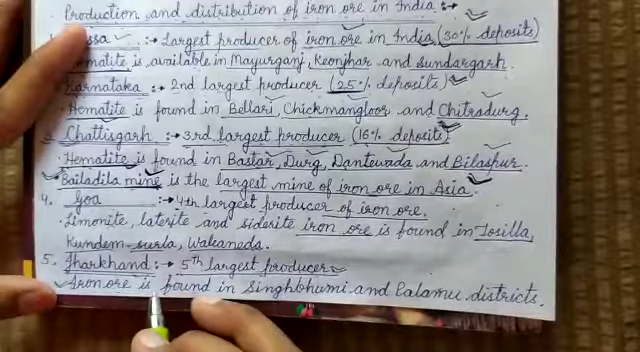 Production and distribution of iron ore in India :→
ssa :→ Largest producer of iron ore in India (30% deposits)
Hematite is available in Mayurganj, Keonjhar and Sundargarh.
Karnataka :→ 2nd largest producer (25% deposits)
Hematite is found in Bellari, Chickmangloor and Chitradurg.
Chattisgarh :→ 3rd largest producer (16% deposits)
Hematite is found in Bastar, Durg, Dantewada and Bilaspur.
Bailadila mine is the largest mine of iron ore in Asia.
4. Goa :→ 4th largest producer of iron ore.
Limonite, laterite and siderite iron ore is found in Tosilla,
Kundem-surla,
5. Jharkhand :→ 5th largest producer
Iron ore is found in Singhbhumi and Palamu districts.